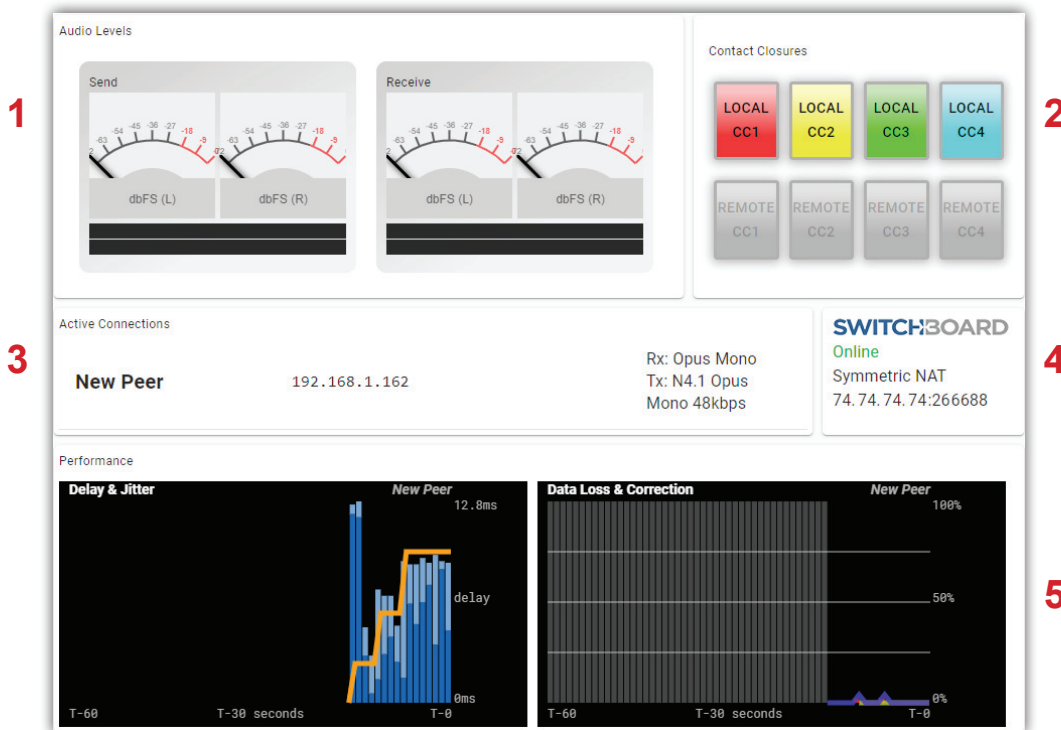 Audio Levels
Send
-63 -54 -45 -36 -27 -18 -9
-63 -54 -45 -36 -27 -18 -9
dbFS (L)
dbFS (R)
Receive
-63 -54 -45 -36 -27 -18 -9
-63 -54 -45 -36 -27 -18 -9
dbFS (L)
dbFS (R)
1
Contact Closures
LOCAL
CC1
LOCAL
CC2
LOCAL
CC3
LOCAL
CC4
REMOTE
CC1
REMOTE
CC2
REMOTE
CC3
REMOTE
CC4
2
Active Connections
3
New Peer
192.168.1.162
Rx: Opus Mono
Tx: N4.1 Opus
Mono 48kbps
SWITCHBOARD
Online
Symmetric NAT
74.74.74.74:266688
4
Performance
Delay & Jitter
New Peer
12.8ms
delay
0ms
T-60
T-30 seconds
T-0
Data Loss & Correction
New Peer
100%
50%
0%
T-60
T-30 seconds
T-0
5